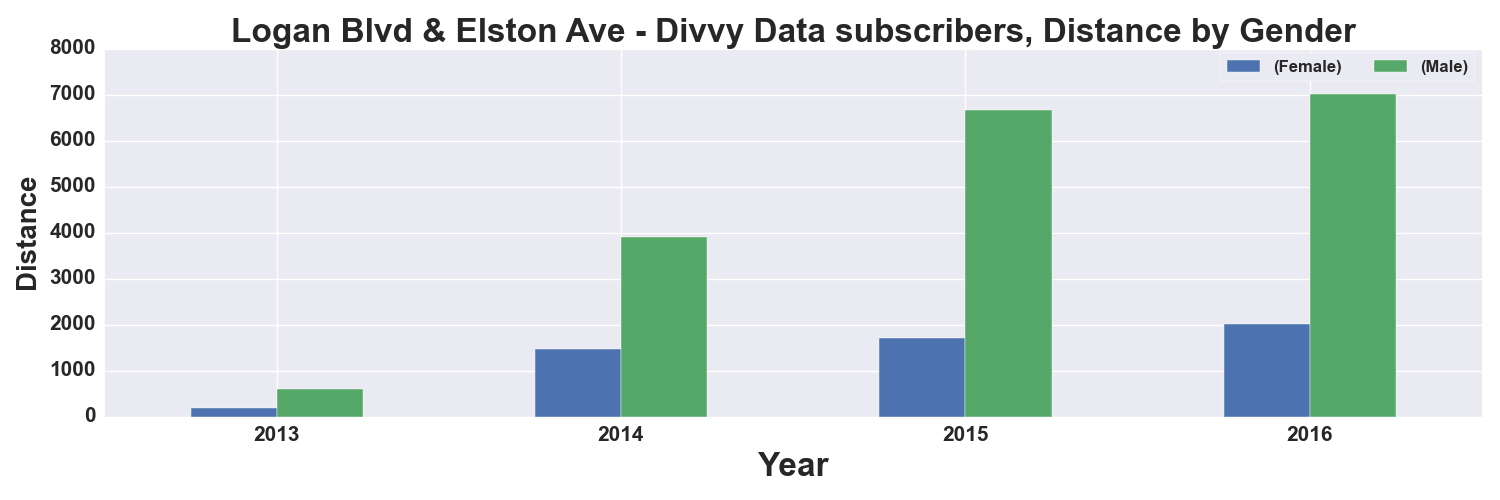 Logan Blvd & Elston Ave - Divvy Data subscribers, Distance by Gender
(Female) (Male)
Distance
8000
7000
6000
5000
4000
3000
2000
1000
0
2013 2014 2015 2016
Year